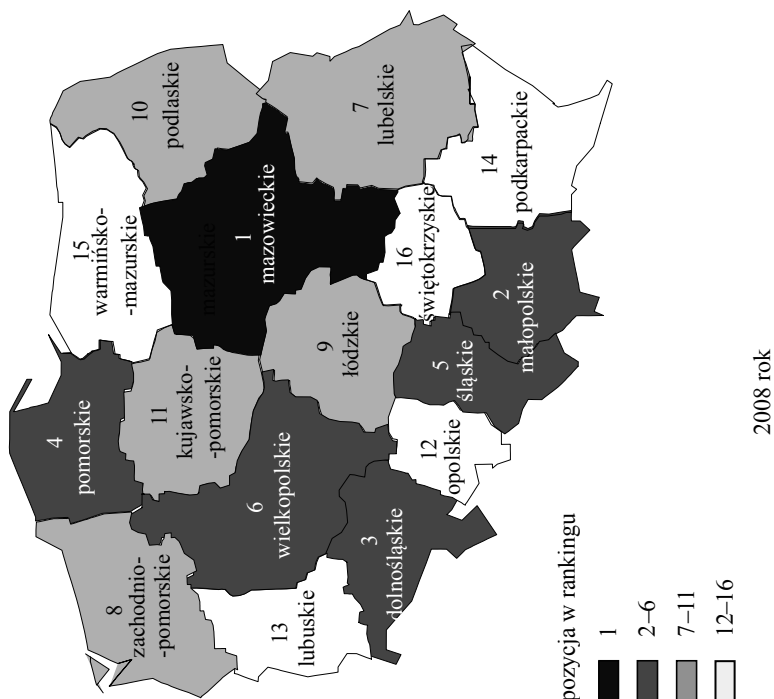 4
pomorskie
8
zachodnio-
-pomorskie
15
warmińsko-
-mazurskie
10
podlaskie
11
kujawsko-
-pomorskie
mazurskie
1
mazowieckie
6
wielkopolskie
13
lubuskie
9
łódzkie
7
lubelskie
3
dolnośląskie
12
opolskie
5
śląskie
16
świętokrzyskie
2
małopolskie
14
podkarpackie
pozycja w rankingu
1
2–6
7–11
12–16
2008 rok